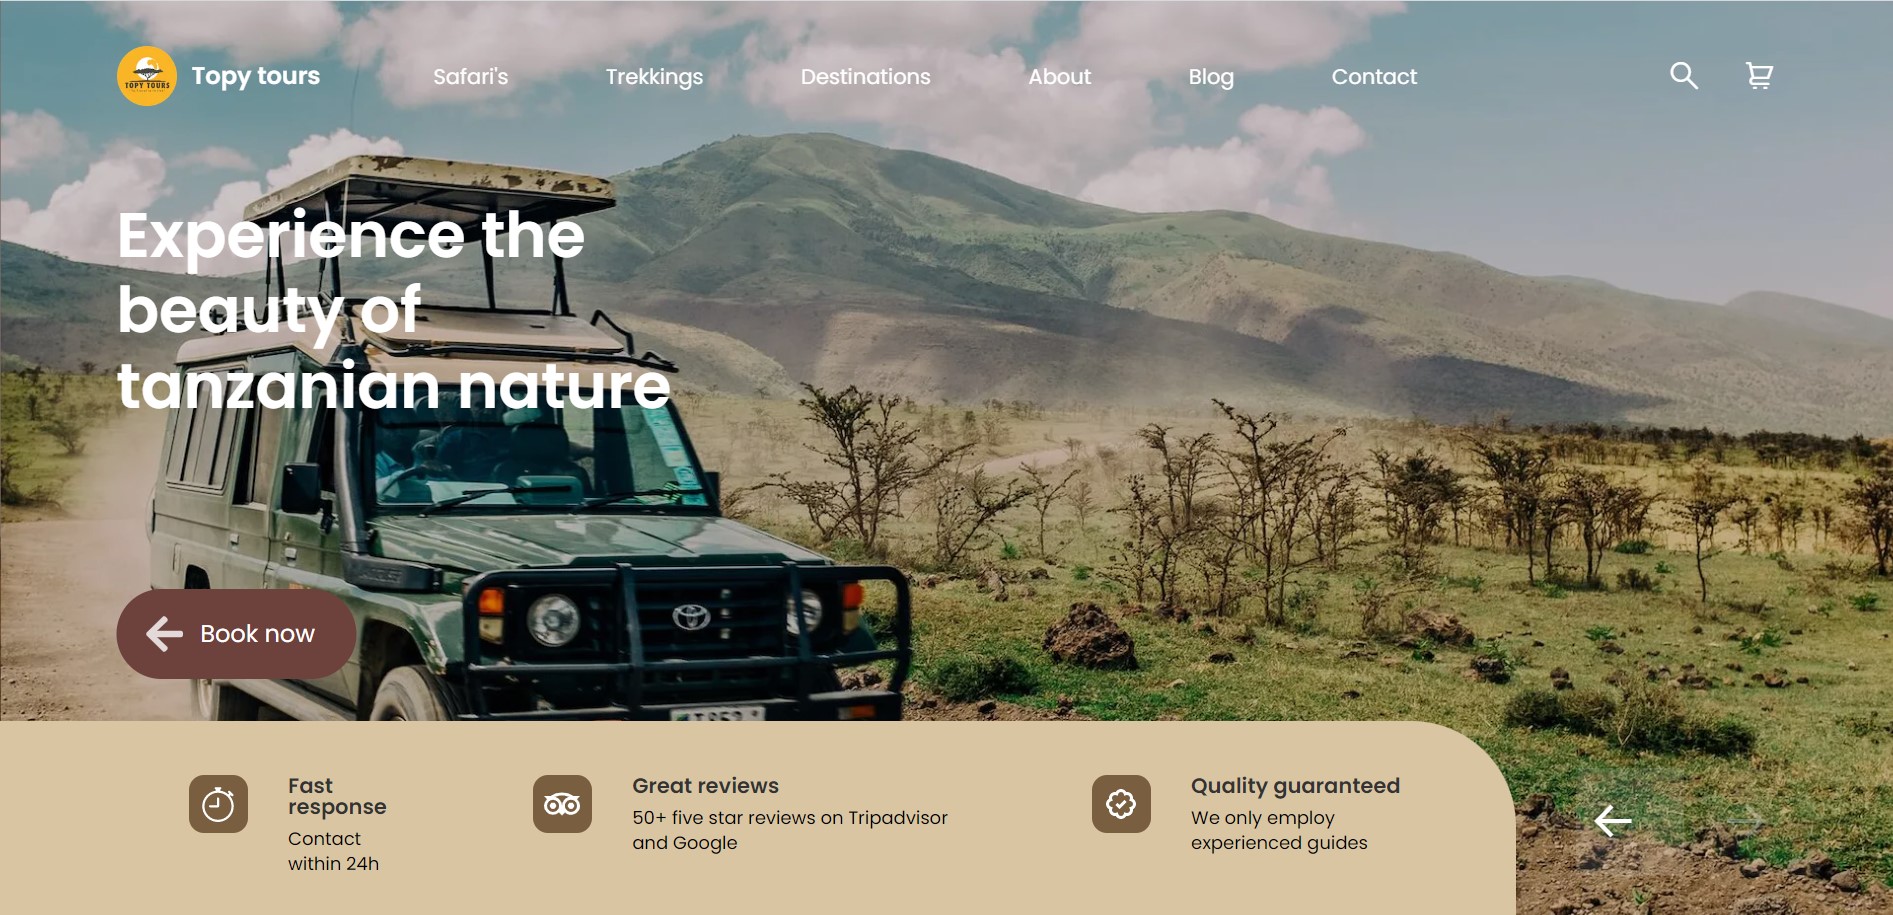 TOPY TOURS
Topy tours
Safari's
Trekkings
Destinations
About
Blog
Contact
Experience the
beauty of
tanzanian nature
Book now
Fast
response
Contact
within 24h
Great reviews
50+ five star reviews on Tripadvisor
and Google
Quality guaranteed
We only employ
experienced guides